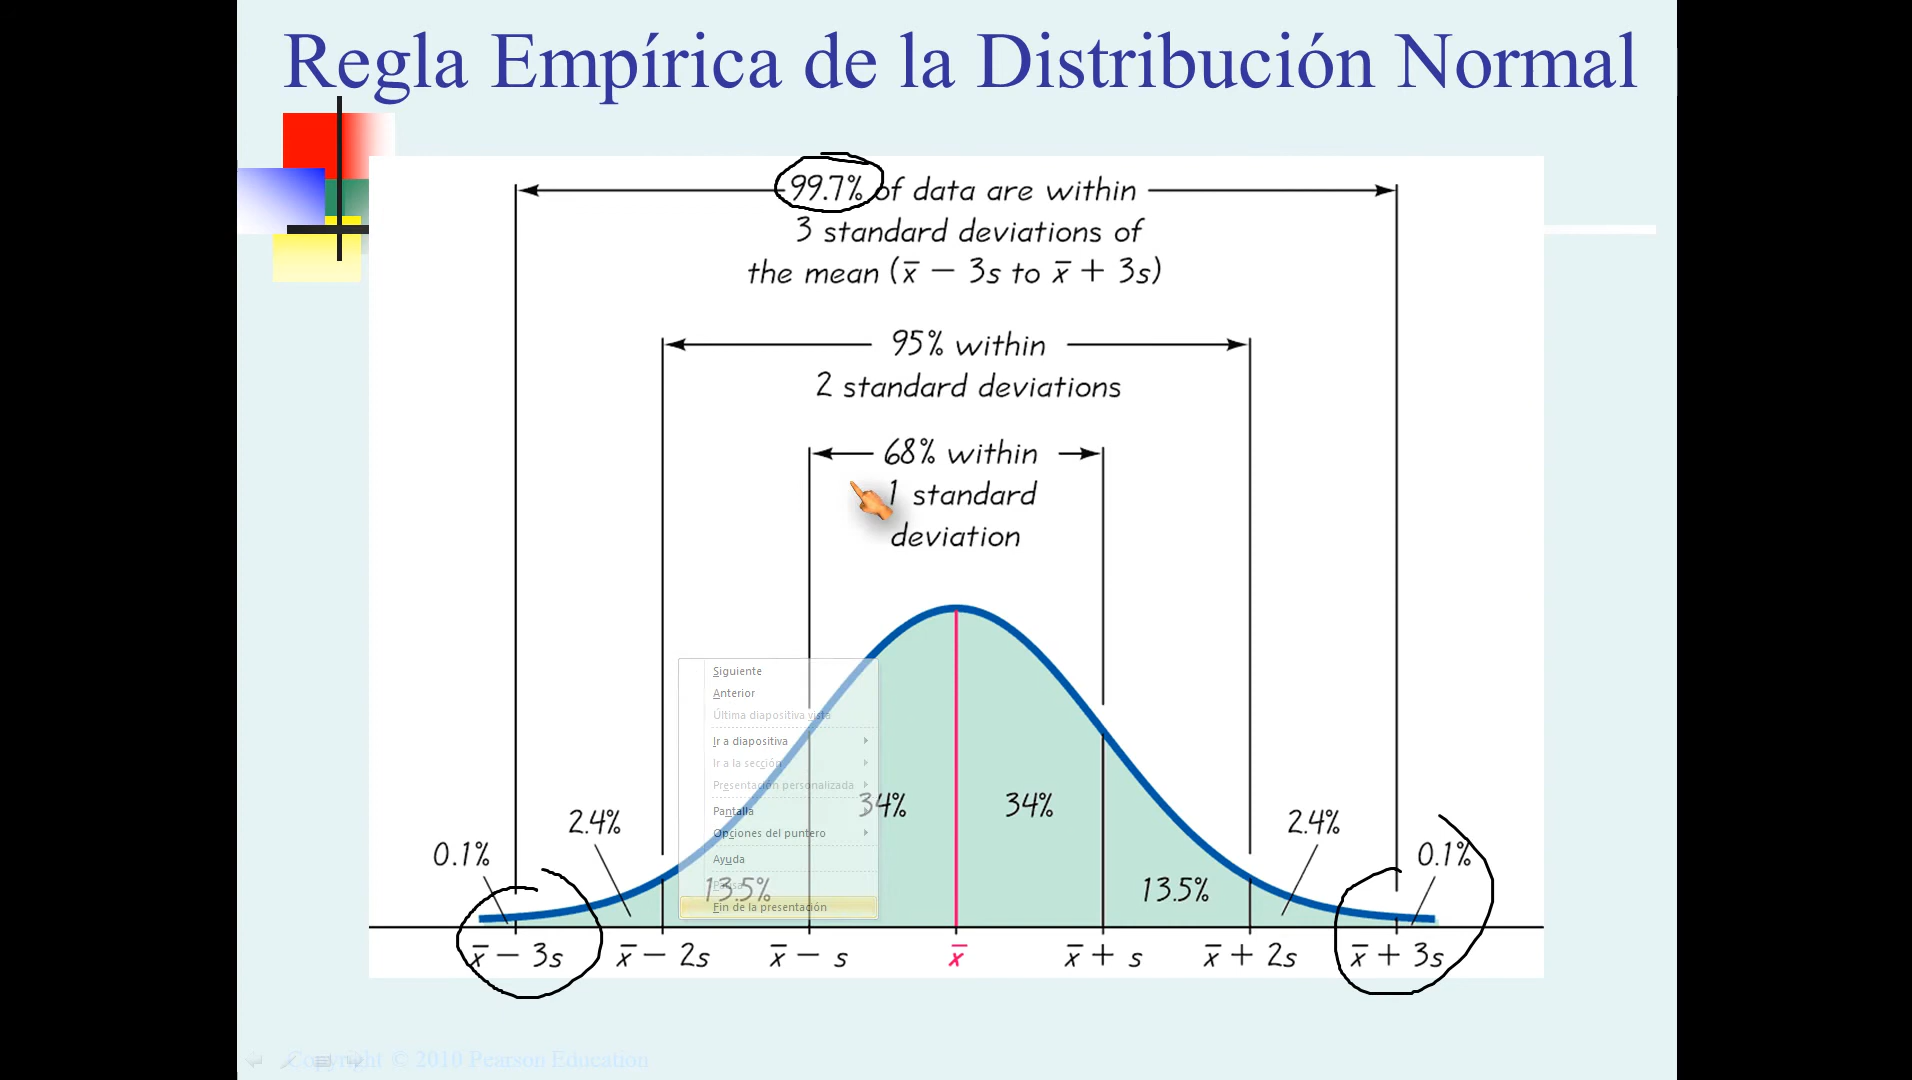 Regla Empírica de la Distribución Normal
99.7% of data are within
3 standard deviations of
the mean (x̄ − 3s to x̄ + 3s)
95% within
2 standard deviations
68% within
1 standard
deviation
Siguiente
Anterior
Última diapositiva vista
Ir a diapositiva
Ir a la sección
Presentación personalizada
Pantalla
Opciones del puntero
Ayuda
Pausa
Fin de la presentación
34% 34%
2.4% 2.4%
0.1% 0.1%
13.5% 13.5%
x̄ − 3s x̄ − 2s x̄ − s x̄ x̄ + s x̄ + 2s x̄ + 3s
Copyright © 2010 Pearson Education